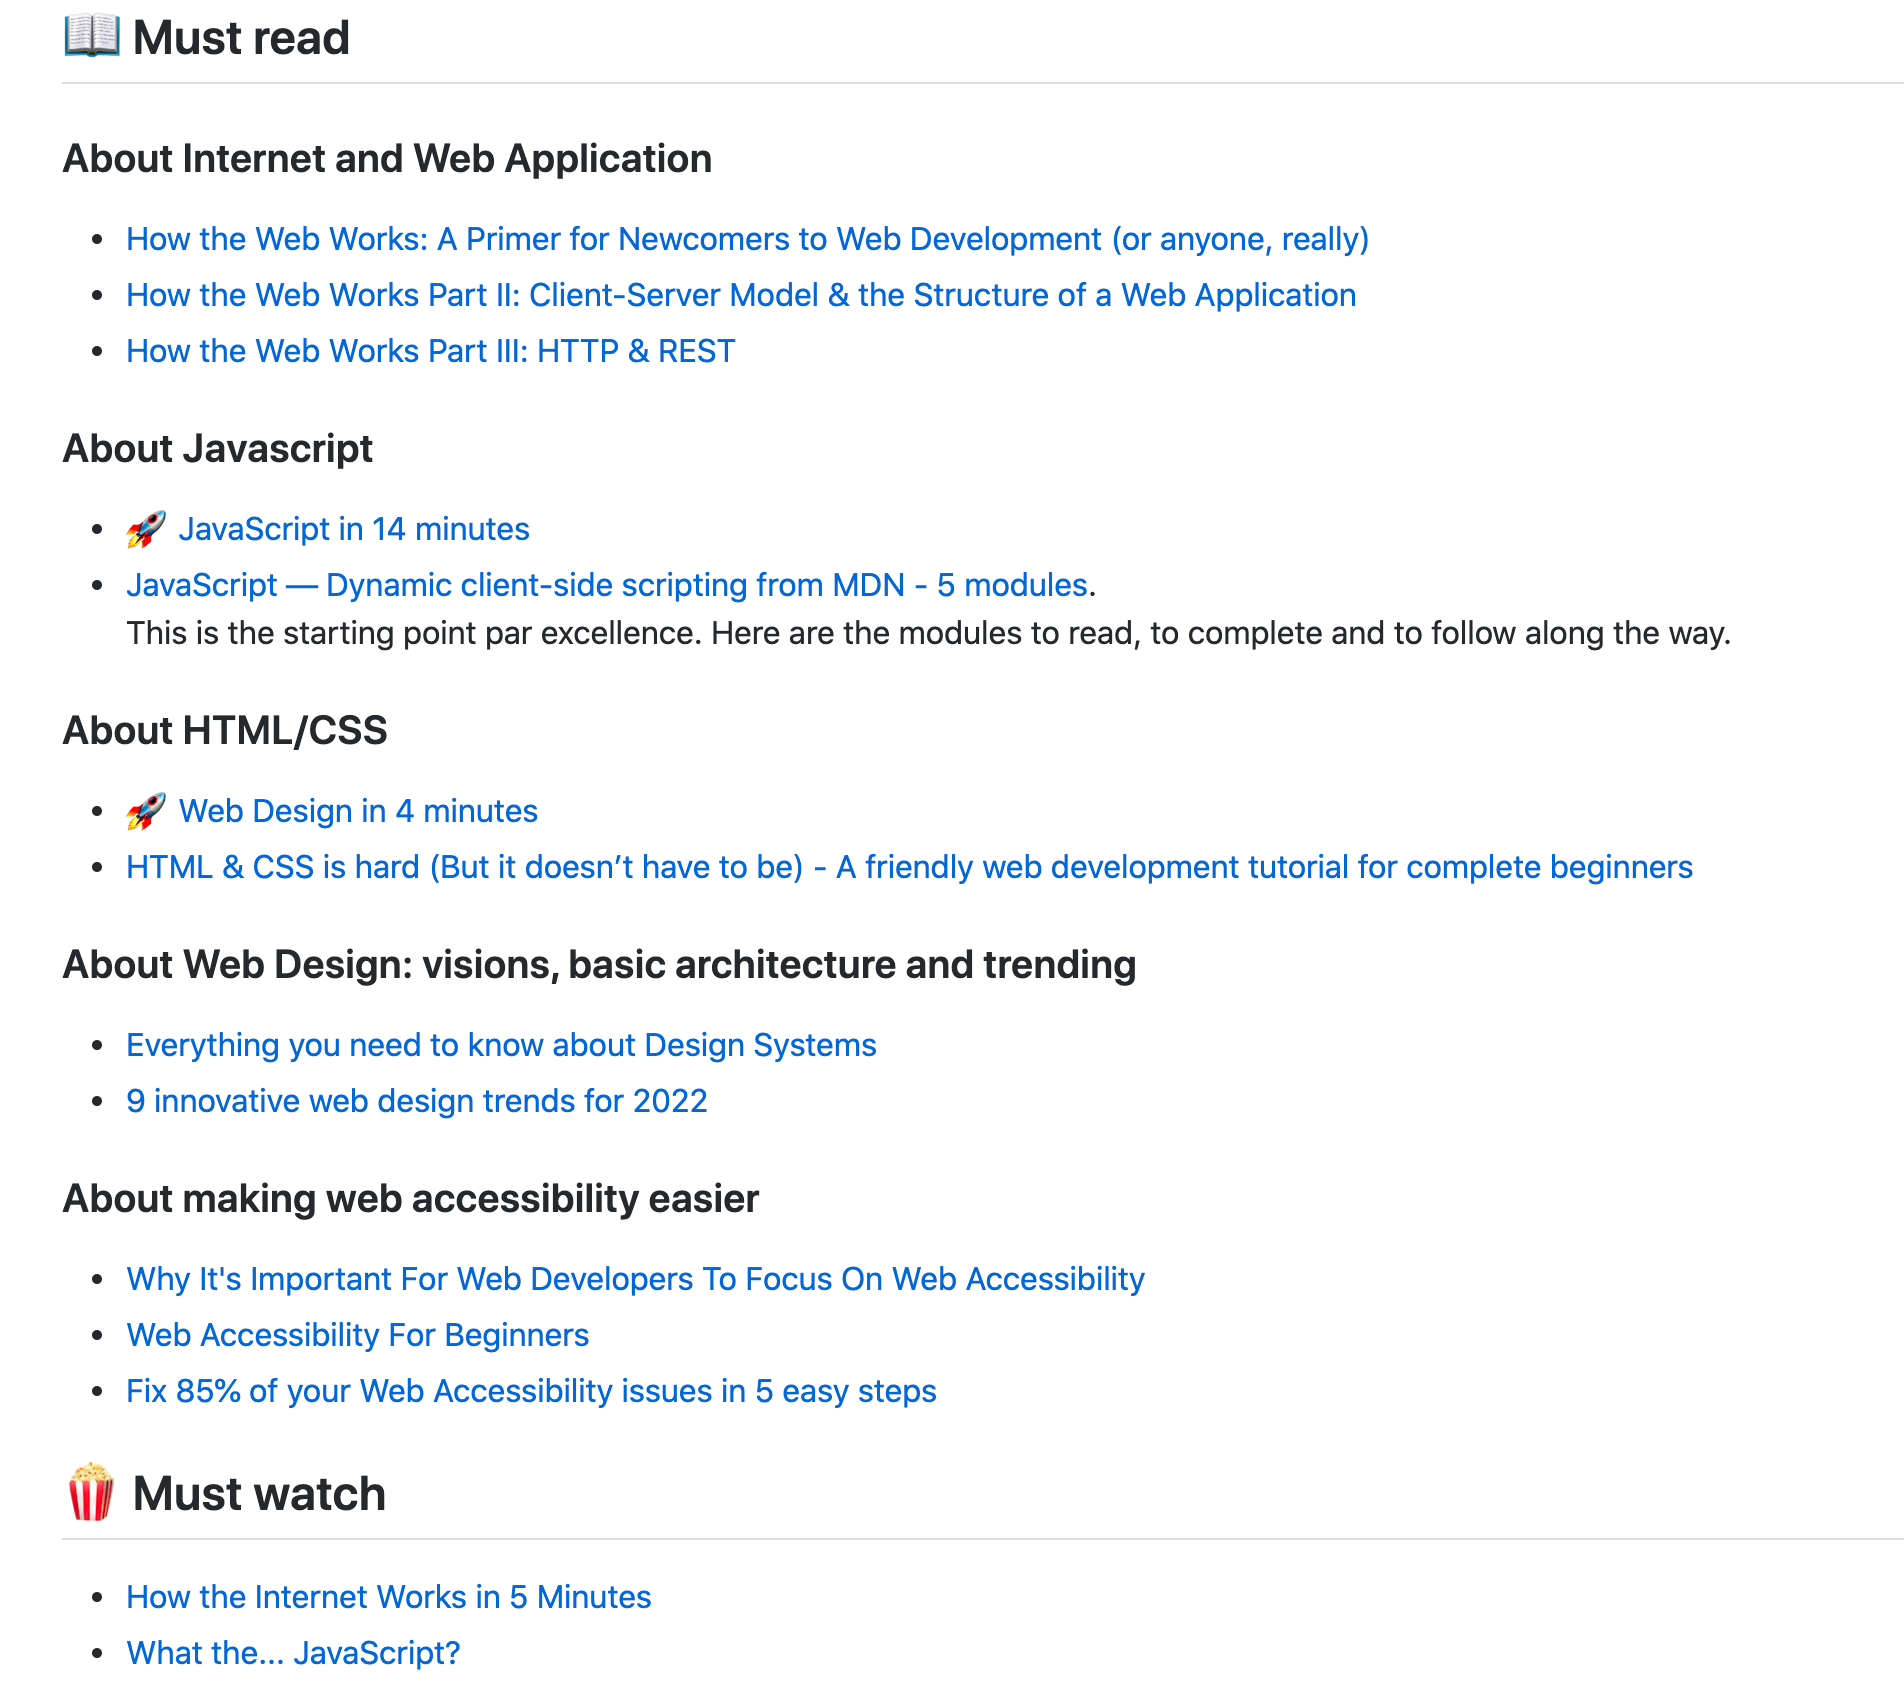 📖 Must read
About Internet and Web Application
• How the Web Works: A Primer for Newcomers to Web Development (or anyone, really)
• How the Web Works Part II: Client-Server Model & the Structure of a Web Application
• How the Web Works Part III: HTTP & REST
About Javascript
• 🚀 JavaScript in 14 minutes
• JavaScript — Dynamic client-side scripting from MDN - 5 modules.
This is the starting point par excellence. Here are the modules to read, to complete and to follow along the way.
About HTML/CSS
• 🚀 Web Design in 4 minutes
• HTML & CSS is hard (But it doesn’t have to be) - A friendly web development tutorial for complete beginners
About Web Design: visions, basic architecture and trending
• Everything you need to know about Design Systems
• 9 innovative web design trends for 2022
About making web accessibility easier
• Why It's Important For Web Developers To Focus On Web Accessibility
• Web Accessibility For Beginners
• Fix 85% of your Web Accessibility issues in 5 easy steps
🍿 Must watch
• How the Internet Works in 5 Minutes
• What the... JavaScript?